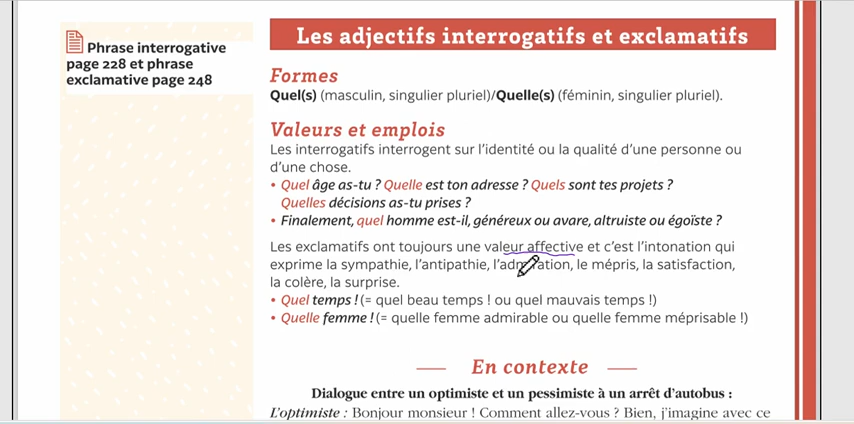 Phrase interrogative
page 228 et phrase
exclamative page 248
Les adjectifs interrogatifs et exclamatifs
Formes
Quel(s) (masculin, singulier pluriel)/Quelle(s) (féminin, singulier pluriel).
Valeurs et emplois
Les interrogatifs interrogent sur l'identité ou la qualité d'une personne ou
d'une chose.
• Quel âge as-tu ? Quelle est ton adresse ? Quels sont tes projets ?
Quelles décisions as-tu prises ?
• Finalement, quel homme est-il, généreux ou avare, altruiste ou égoïste ?
Les exclamatifs ont toujours une valeur affective et c'est l'intonation qui
exprime la sympathie, l'antipathie, l'admiration, le mépris, la satisfaction,
la colère, la surprise.
• Quel temps ! (= quel beau temps ! ou quel mauvais temps !)
• Quelle femme ! (= quelle femme admirable ou quelle femme méprisable !)
En contexte
Dialogue entre un optimiste et un pessimiste à un arrêt d'autobus :
L'optimiste : Bonjour monsieur ! Comment allez-vous ? Bien, j'imagine avec ce